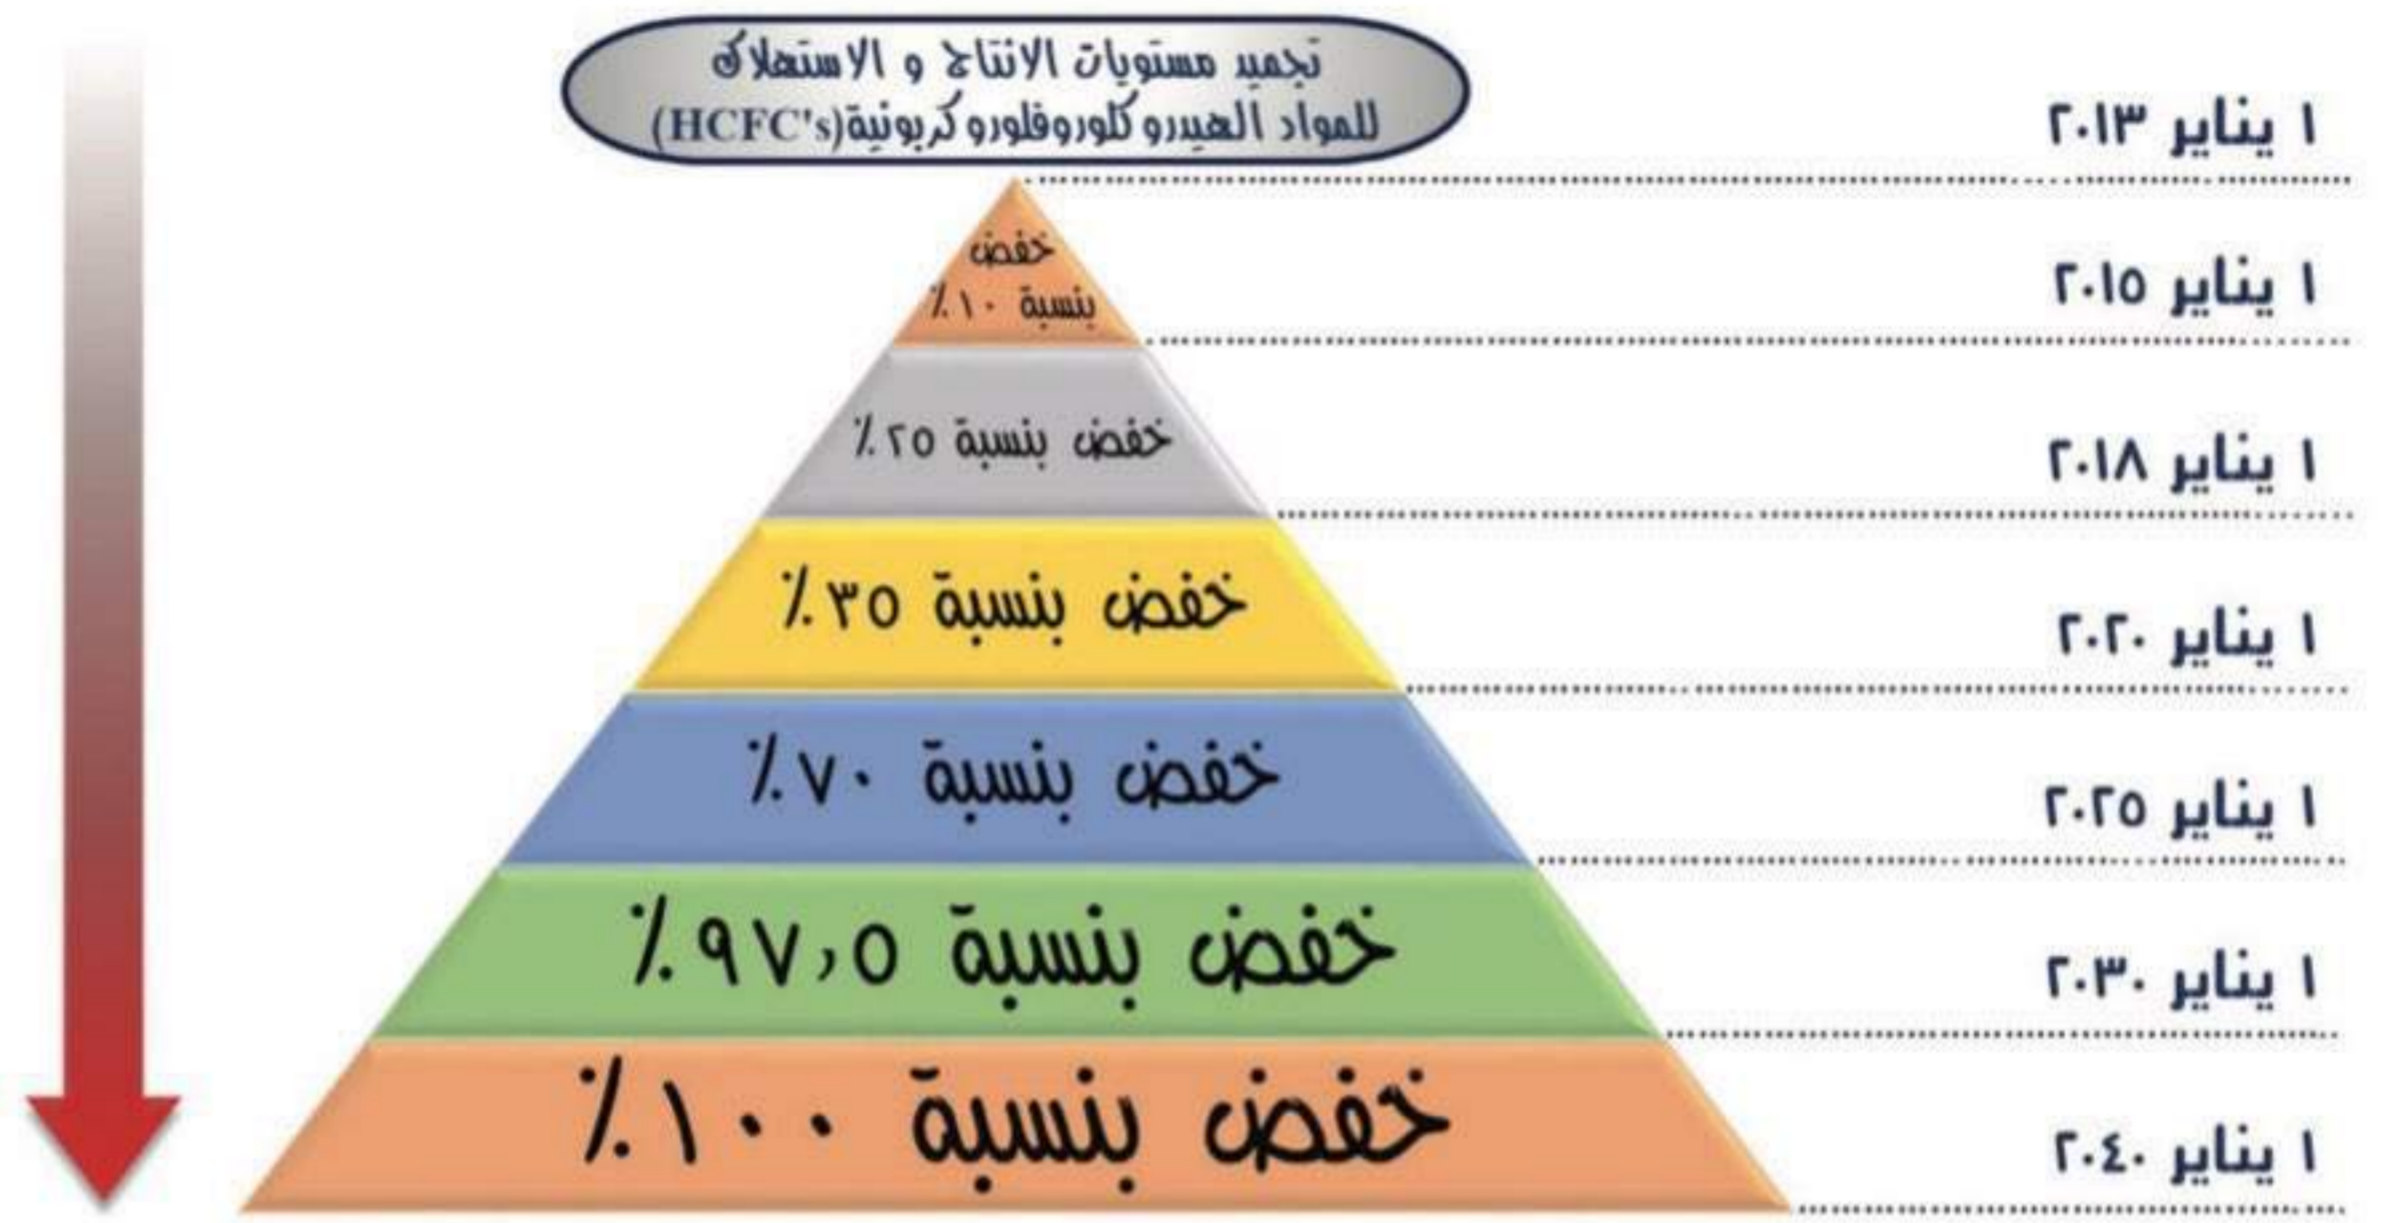 تجميد مستويات الانتاج و الاستهلاك
للمواد الهيدروكلوروفلوروكربونية(HCFC's)
١ يناير ٢٠١٣
خفض
بنسبة ١٠٪
١ يناير ٢٠١٥
خفض بنسبة ٢٥٪
١ يناير ٢٠١٨
خفض بنسبة ٣٥٪
١ يناير ٢٠٢٠
خفض بنسبة ٧٠٪
١ يناير ٢٠٢٥
خفض بنسبة ٩٧,٥٪
١ يناير ٢٠٣٠
خفض بنسبة ١٠٠٪
١ يناير ٢٠٤٠